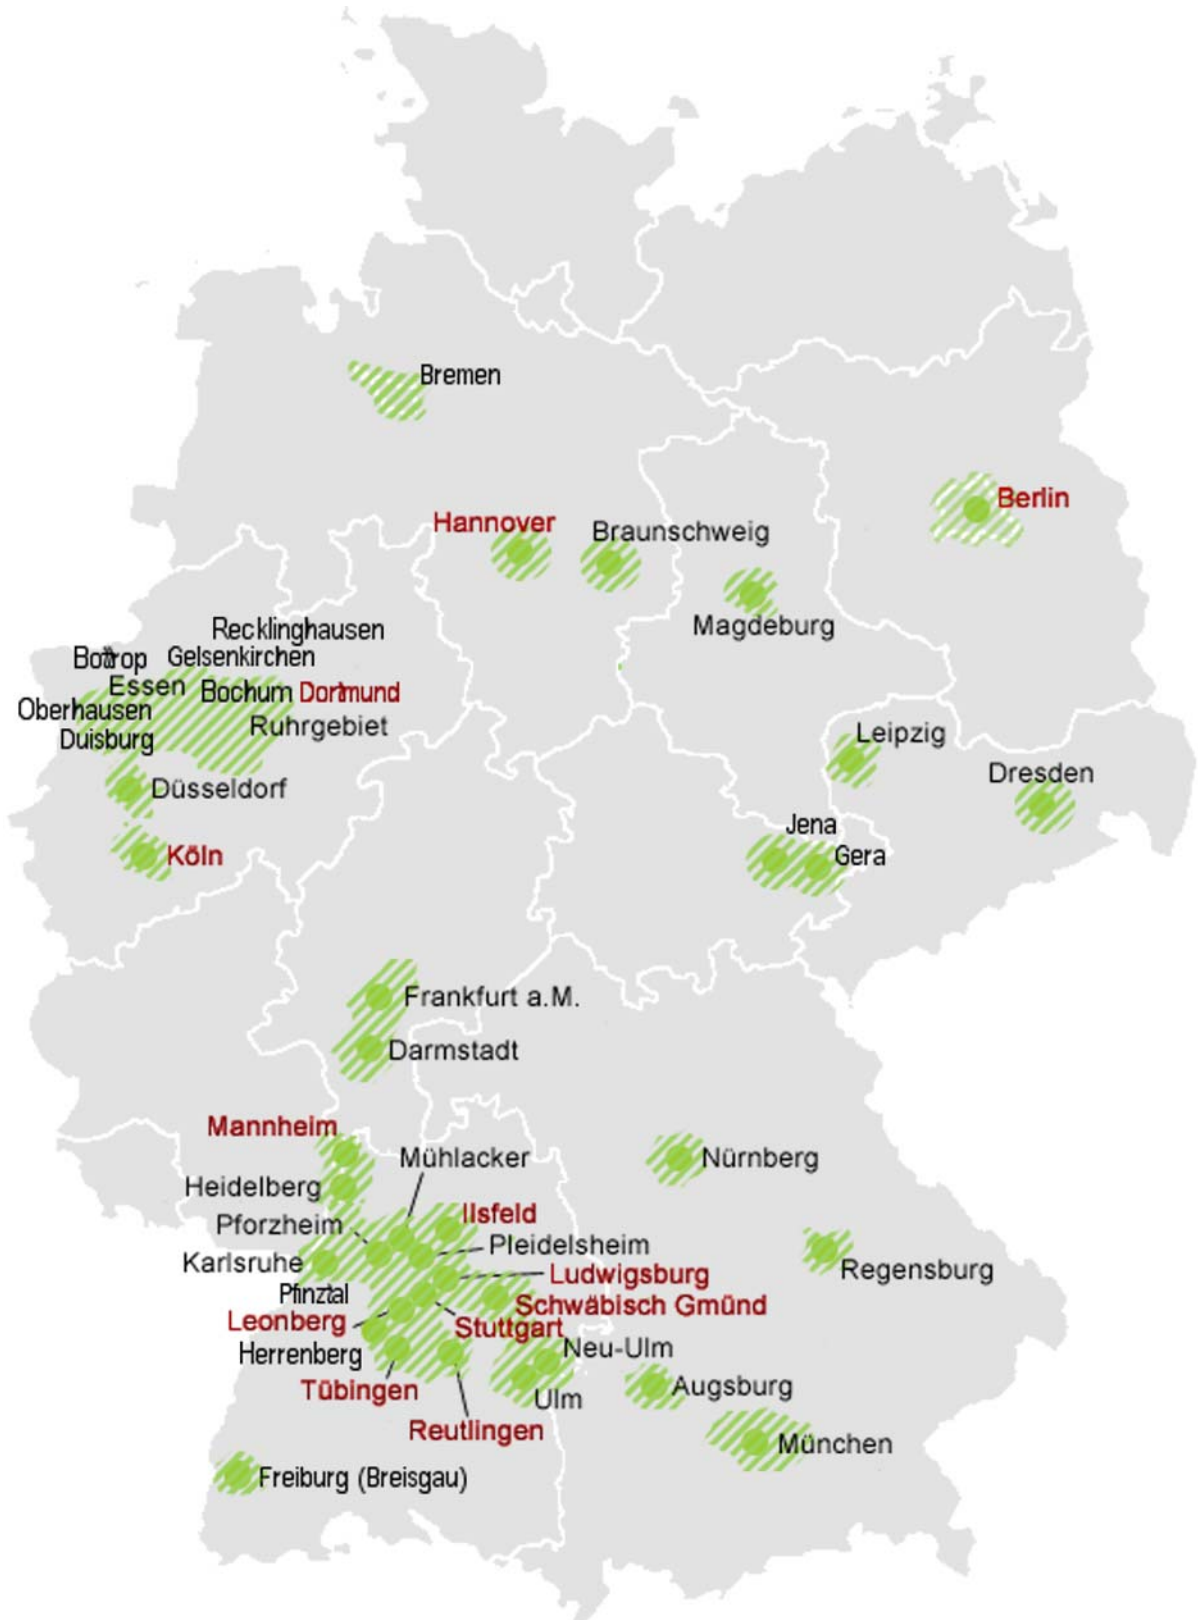 Bremen
Berlin
Hannover
Braunschweig
Magdeburg
Recklinghausen
Bottrop
Gelsenkirchen
Essen
Bochum
Dortmund
Oberhausen
Ruhrgebiet
Duisburg
Leipzig
Düsseldorf
Dresden
Jena
Köln
Gera
Frankfurt a.M.
Darmstadt
Mannheim
Mühlacker
Nürnberg
Heidelberg
Ilsfeld
Pforzheim
Pleidelsheim
Karlsruhe
Regensburg
Ludwigsburg
Pfinztal
Schwäbisch Gmünd
Leonberg
Stuttgart
Herrenberg
Neu-Ulm
Tübingen
Augsburg
Ulm
Reutlingen
München
Freiburg (Breisgau)